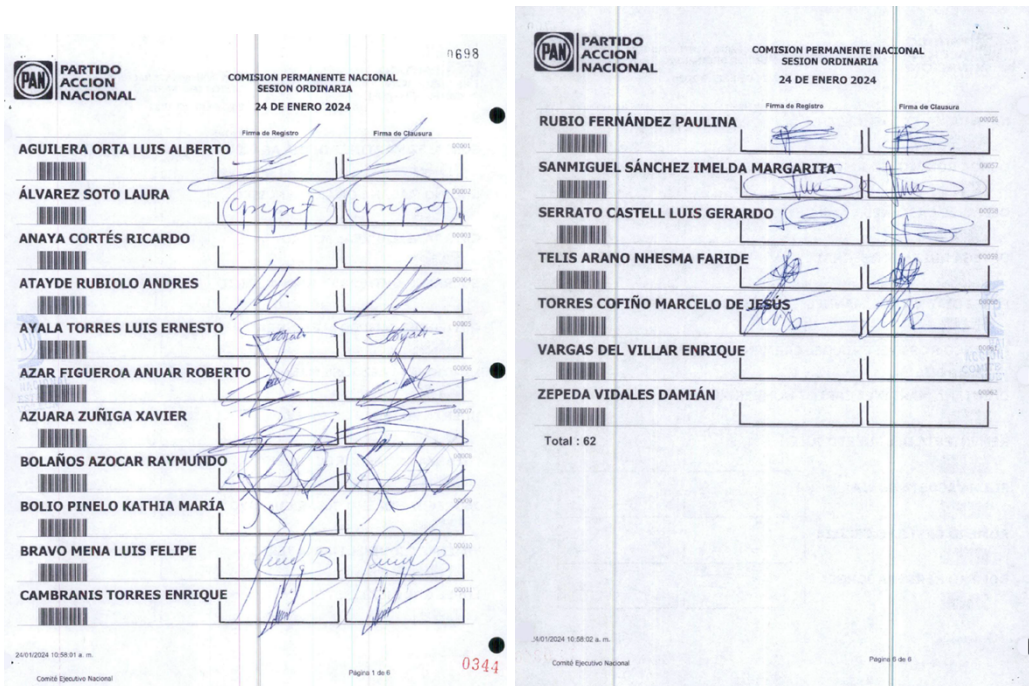 0698
PAN
PARTIDO
ACCION
NACIONAL
COMISION PERMANENTE NACIONAL
SESION ORDINARIA
24 DE ENERO 2024
Firma de Registro Firma de Clausura
AGUILERA ORTA LUIS ALBERTO 00001
ÁLVAREZ SOTO LAURA 00002
ANAYA CORTÉS RICARDO 00003
ATAYDE RUBIOLO ANDRES 00004
AYALA TORRES LUIS ERNESTO 00005
AZAR FIGUEROA ANUAR ROBERTO 00006
AZUARA ZUÑIGA XAVIER 00007
BOLAÑOS AZOCAR RAYMUNDO
BOLIO PINELO KATHIA MARÍA
BRAVO MENA LUIS FELIPE
CAMBRANIS TORRES ENRIQUE 00011
24/01/2024 10:58:01 a. m.
Comité Ejecutivo Nacional
Página 1 de 6
0344
PAN
PARTIDO
ACCION
NACIONAL
COMISION PERMANENTE NACIONAL
SESION ORDINARIA
24 DE ENERO 2024
Firma de Registro Firma de Clausura
RUBIO FERNÁNDEZ PAULINA
SANMIGUEL SÁNCHEZ IMELDA MARGARITA
SERRATO CASTELL LUIS GERARDO
TELIS ARANO NHESMA FARIDE
TORRES COFIÑO MARCELO DE JESÚS
VARGAS DEL VILLAR ENRIQUE
ZEPEDA VIDALES DAMIÁN
Total : 62
24/01/2024 10:58:02 a. m.
Comité Ejecutivo Nacional
Página 6 de 6